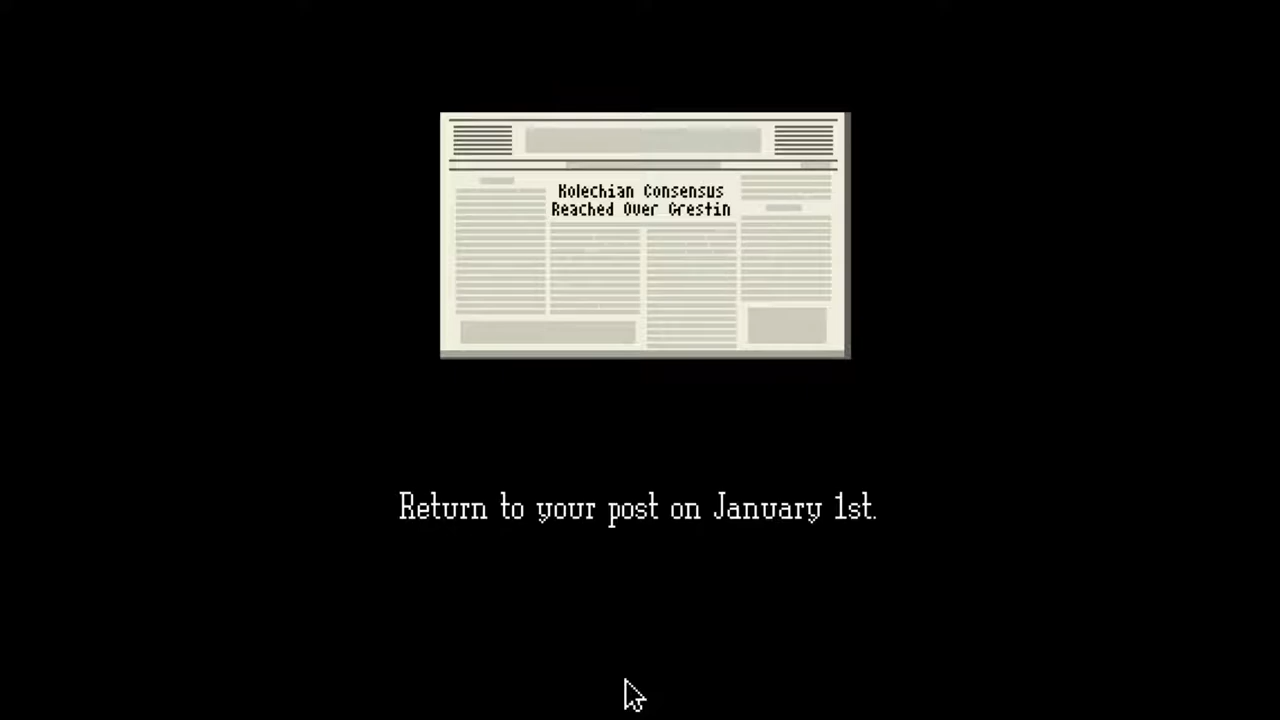 Kolechian Consensus
Reached Over Grestin
Return to your post on January 1st.